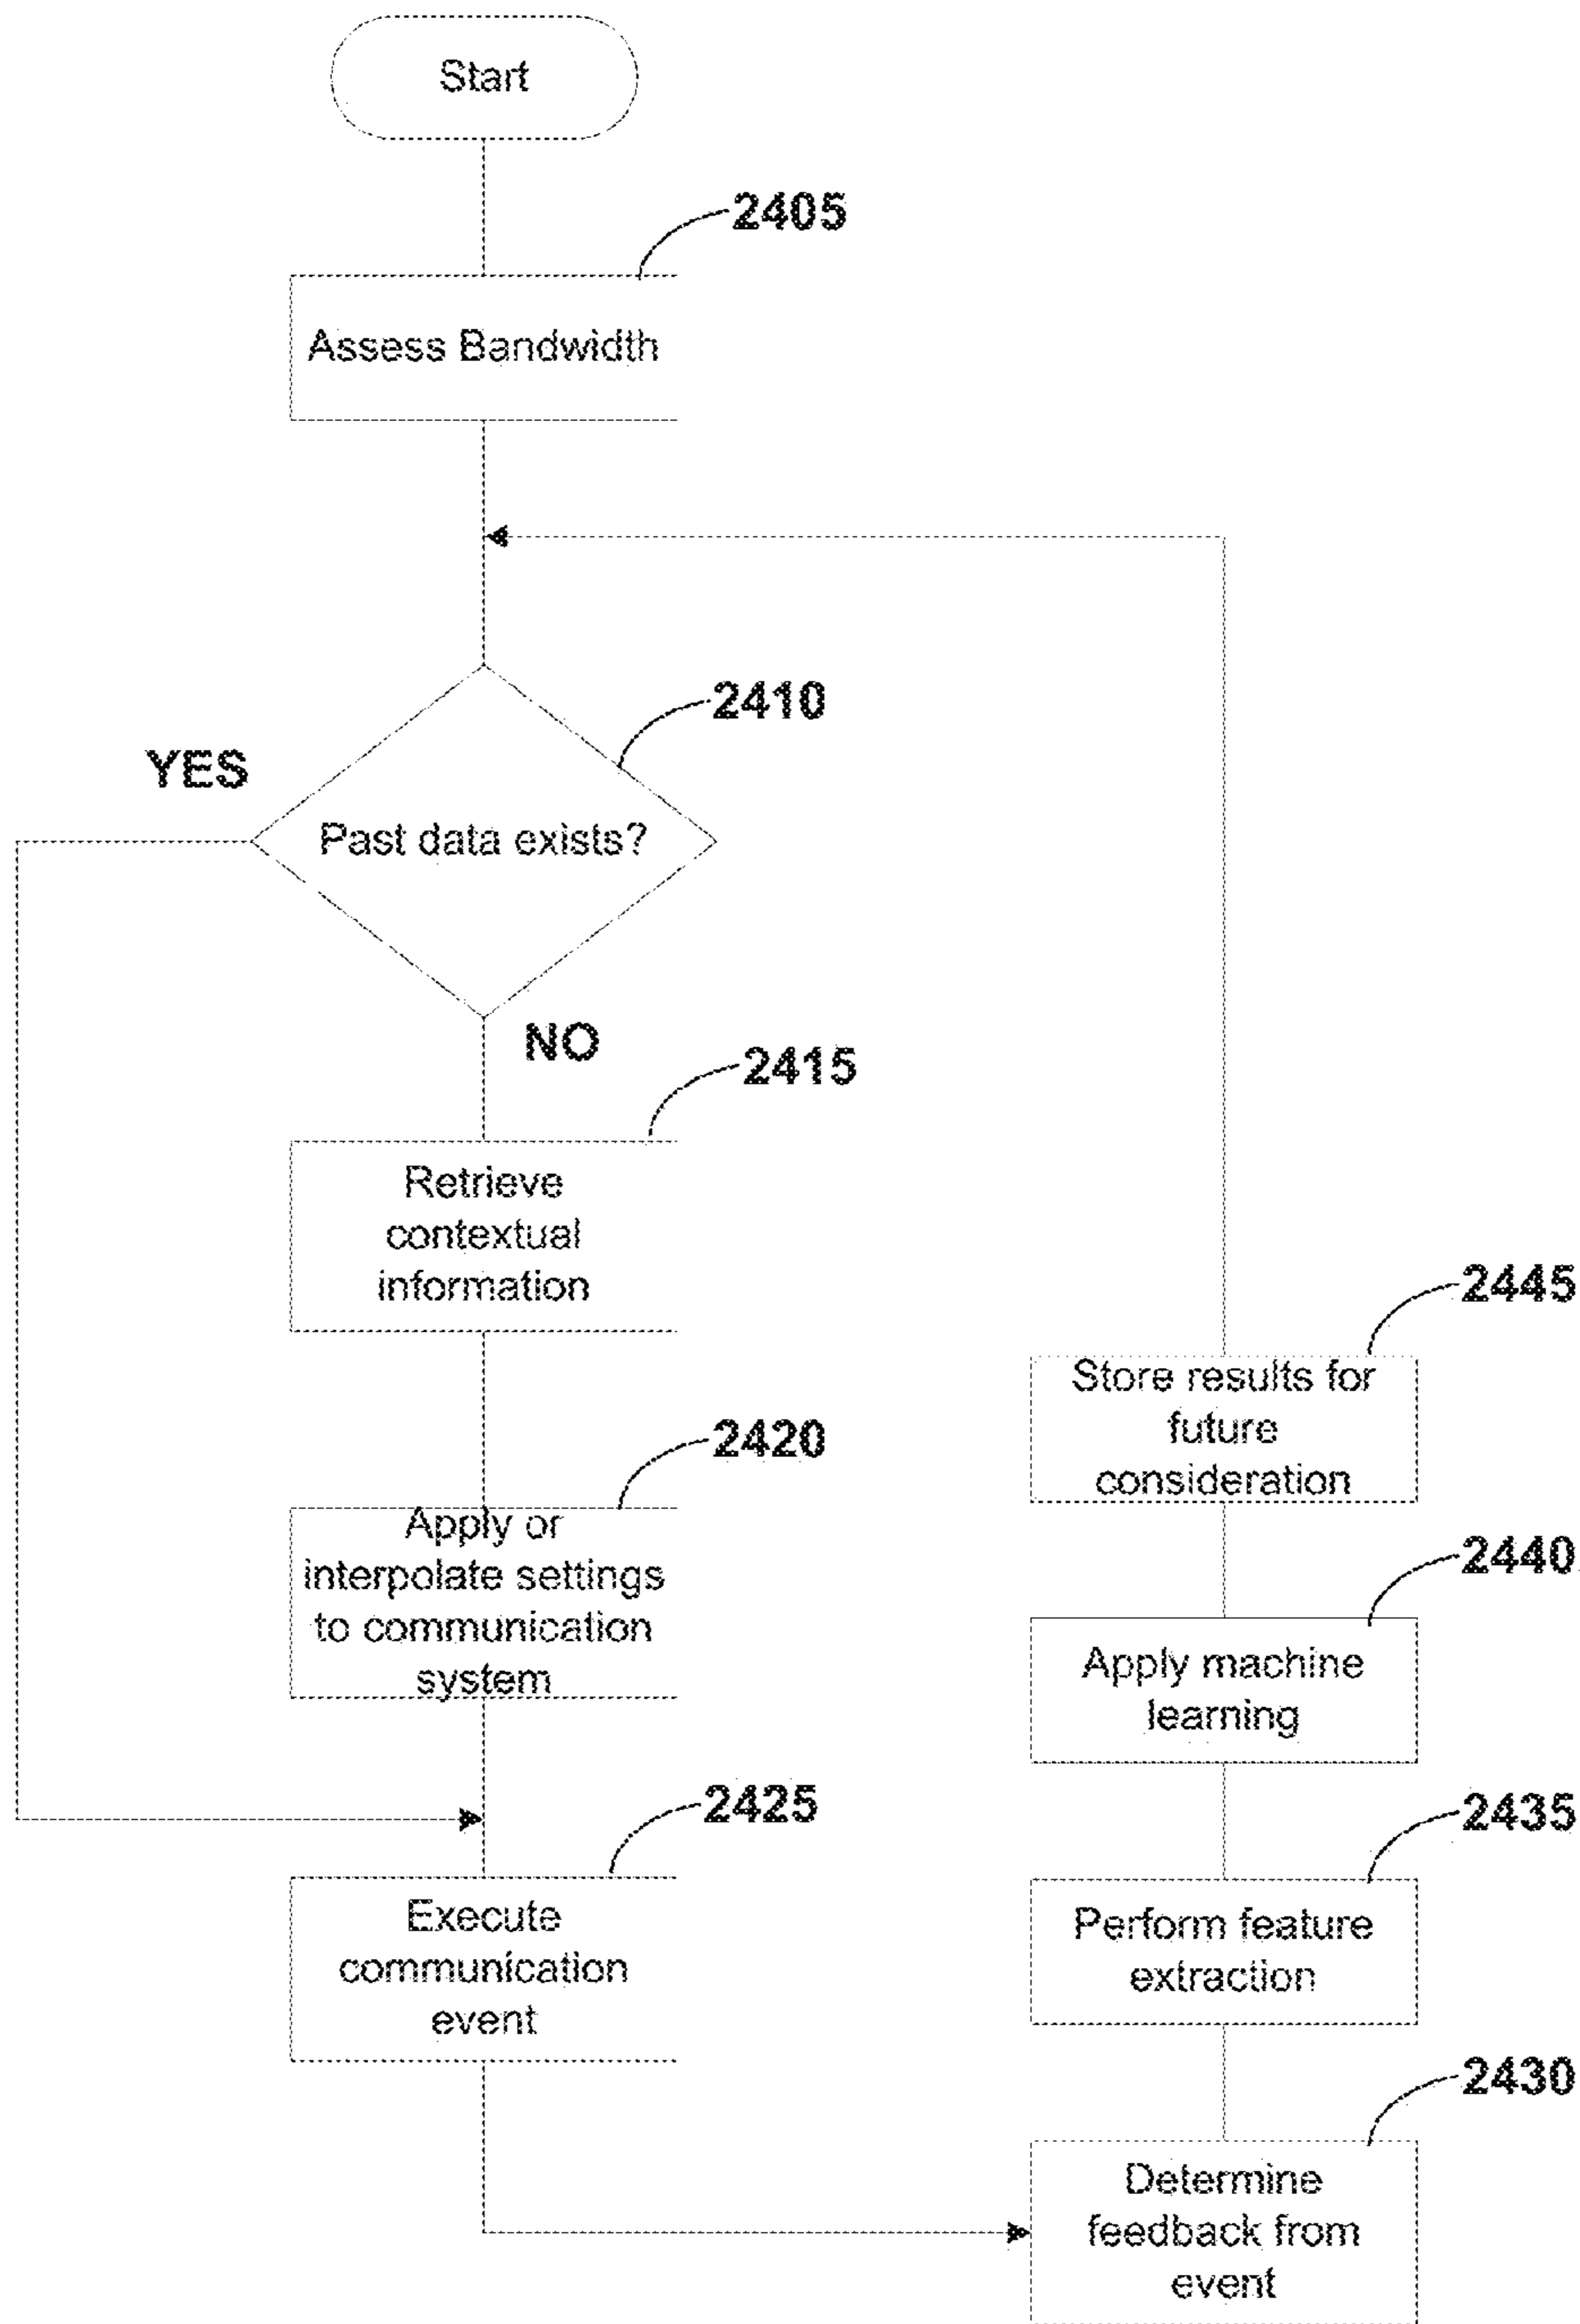 Start
2405
Assess Bandwidth
2410
YES
Past data exists?
NO
2415
Retrieve
contextual
information
2420
Apply or
interpolate settings
to communication
system
2425
Execute
communication
event
2445
Store results for
future
consideration
2440
Apply machine
learning
2435
Perform feature
extraction
2430
Determine
feedback from
event